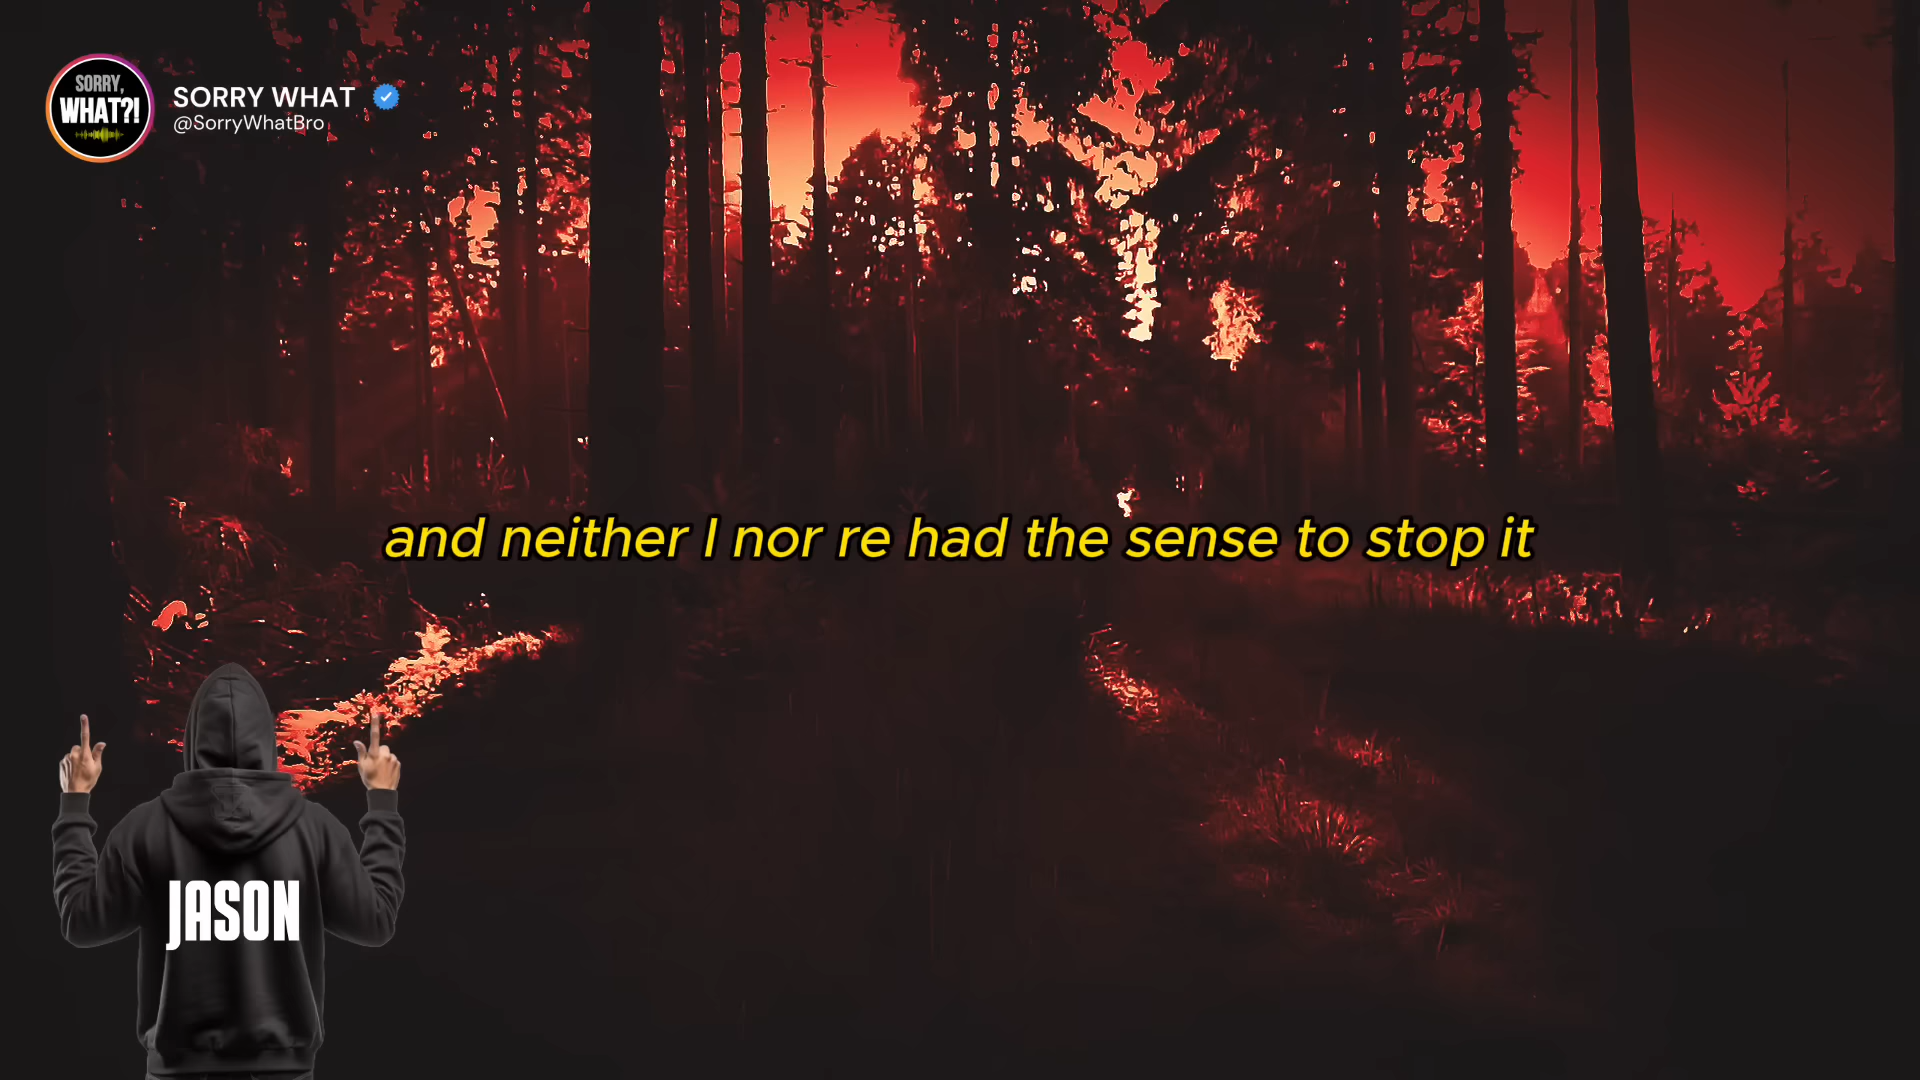 SORRY,
WHAT?!
SORRY WHAT
@SorryWhatBro
and neither I nor re had the sense to stop it
JASON